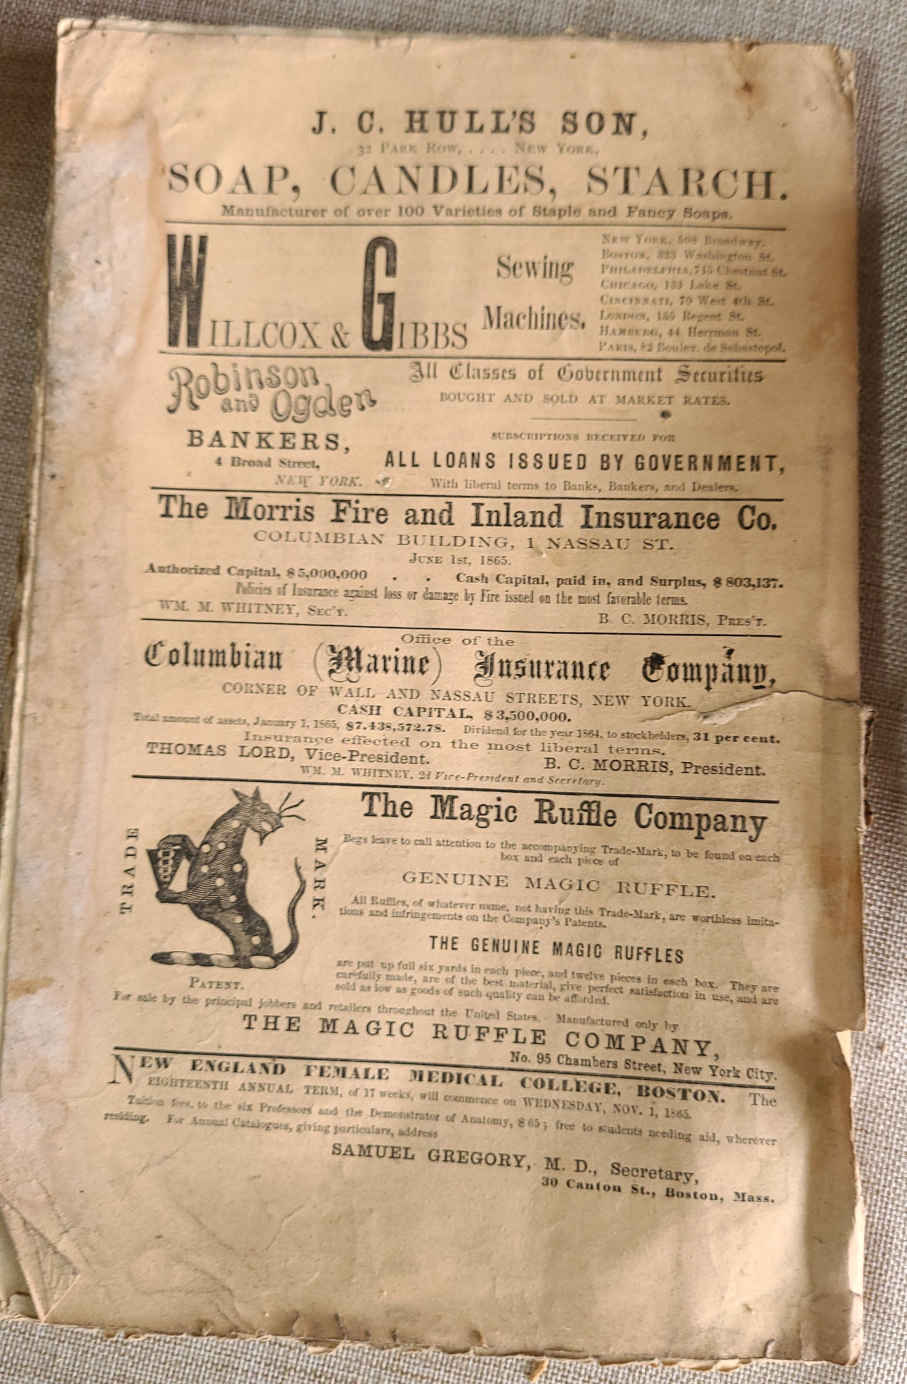 J. C. HULL'S SON,
32 PARK ROW, . . . . NEW YORK.
SOAP, CANDLES, STARCH.
Manufacturer of over 100 Varieties of Staple and Fancy Soaps.
WILLCOX & GIBBS
Sewing
Machines.
NEW YORK, 508 Broadway.
BOSTON, 323 Washington St.
PHILADELPHIA, 715 Chestnut St.
CHICAGO, 133 Lake St.
CINCINNATI, 70 West 4th St.
LONDON, 135 Regent St.
HAMBURG, 44 Herrman St.
PARIS, 82 Boulev. de Sebastopol.
Robinson
and Ogden
BANKERS,
4 Broad Street,
NEW YORK.
All Classes of Government Securities
BOUGHT AND SOLD AT MARKET RATES.
SUBSCRIPTIONS RECEIVED FOR
ALL LOANS ISSUED BY GOVERNMENT,
With liberal terms to Banks, Bankers, and Dealers.
The Morris Fire and Inland Insurance Co.
COLUMBIAN BUILDING, 1 NASSAU ST.
JUNE 1st, 1865.
Authorized Capital, $5,000,000 . . Cash Capital, paid in, and Surplus, $803,137.
Policies of Insurance against loss or damage by Fire issued on the most favorable terms.
WM. M. WHITNEY, SEC'Y. B. C. MORRIS, PRES'T.
Office of the
Columbian (Marine) Insurance Company,
CORNER OF WALL AND NASSAU STREETS, NEW YORK.
CASH CAPITAL, $3,500,000.
Total amount of assets, January 1, 1865, $7,438,572.78. Dividend for the year 1864, to stockholders, 31 per cent.
Insurance effected on the most liberal terms.
THOMAS LORD, Vice-President. B. C. MORRIS, President.
WM. M. WHITNEY, 2d Vice-President and Secretary.
TRADE
MARK.
PATENT.
The Magic Ruffle Company
Begs leave to call attention to the accompanying Trade-Mark, to be found on each
box and each piece of
GENUINE MAGIC RUFFLE.
All Ruffles, of whatever name, not having this Trade-Mark, are worthless imita-
tions and infringements on the Company's Patents.
THE GENUINE MAGIC RUFFLES
are put up full six yards in each piece, and twelve pieces in each box. They are
carefully made, are of the best material, give perfect satisfaction in use, and are
sold as low as goods of such quality can be afforded.
For sale by the principal jobbers and retailers throughout the United States. Manufactured only by
THE MAGIC RUFFLE COMPANY,
No. 95 Chambers Street, New York City.
NEW ENGLAND FEMALE MEDICAL COLLEGE, BOSTON. The
EIGHTEENTH ANNUAL TERM, of 17 weeks, will commence on WEDNESDAY, NOV. 1, 1865.
Tuition fees, to the six Professors and the Demonstrator of Anatomy, $65; free to students needing aid, wherever
residing. For Annual Catalogues, giving particulars, address
SAMUEL GREGORY, M. D., Secretary,
30 Canton St., Boston, Mass.